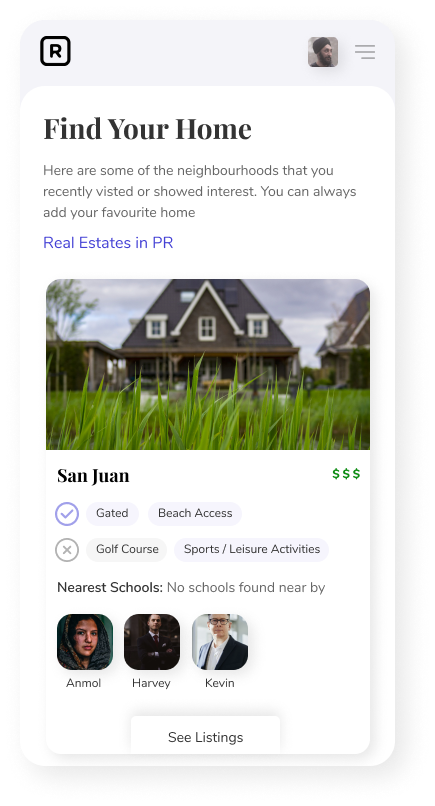 R
Find Your Home
Here are some of the neighbourhoods that you
recently visted or showed interest. You can always
add your favourite home
Real Estates in PR
San Juan
$$$
Gated
Beach Access
Golf Course
Sports / Leisure Activities
Nearest Schools: No schools found near by
Anmol
Harvey
Kevin
See Listings